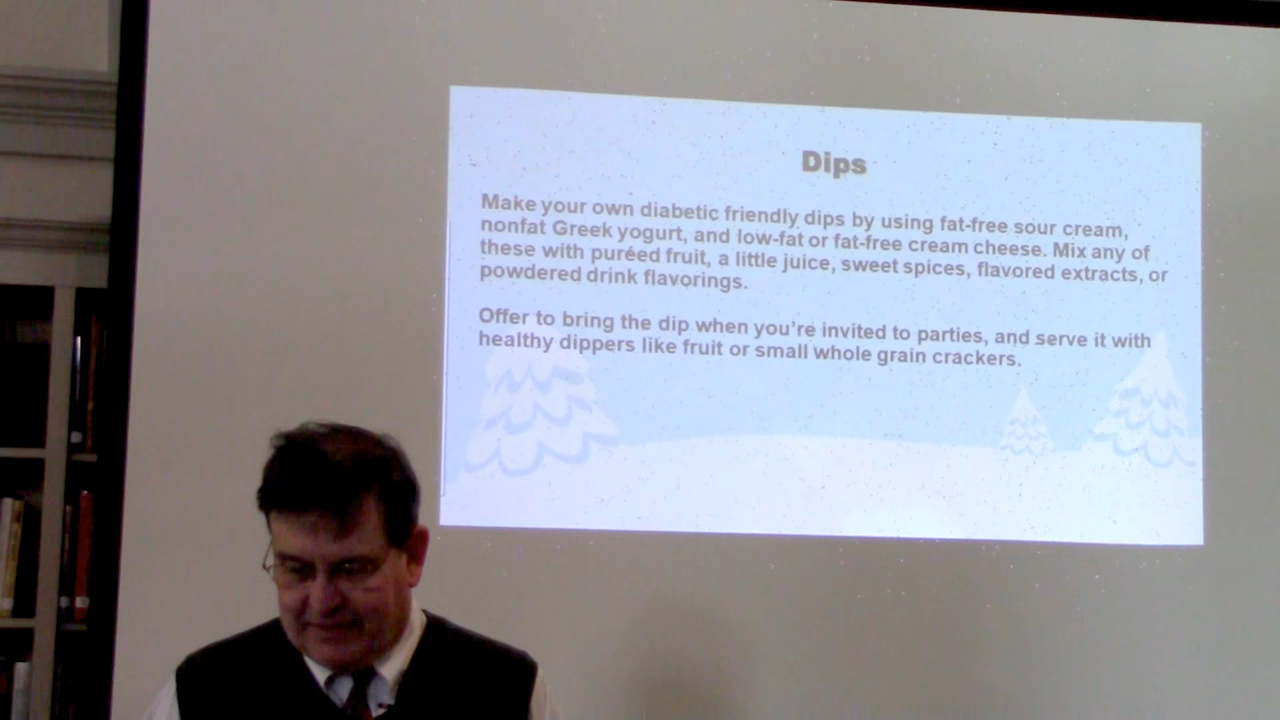 Dips
Make your own diabetic friendly dips by using fat-free sour cream,
nonfat Greek yogurt, and low-fat or fat-free cream cheese. Mix any of
these with puréed fruit, a little juice, sweet spices, flavored extracts, or
powdered drink flavorings.
Offer to bring the dip when you're invited to parties, and serve it with
healthy dippers like fruit or small whole grain crackers.